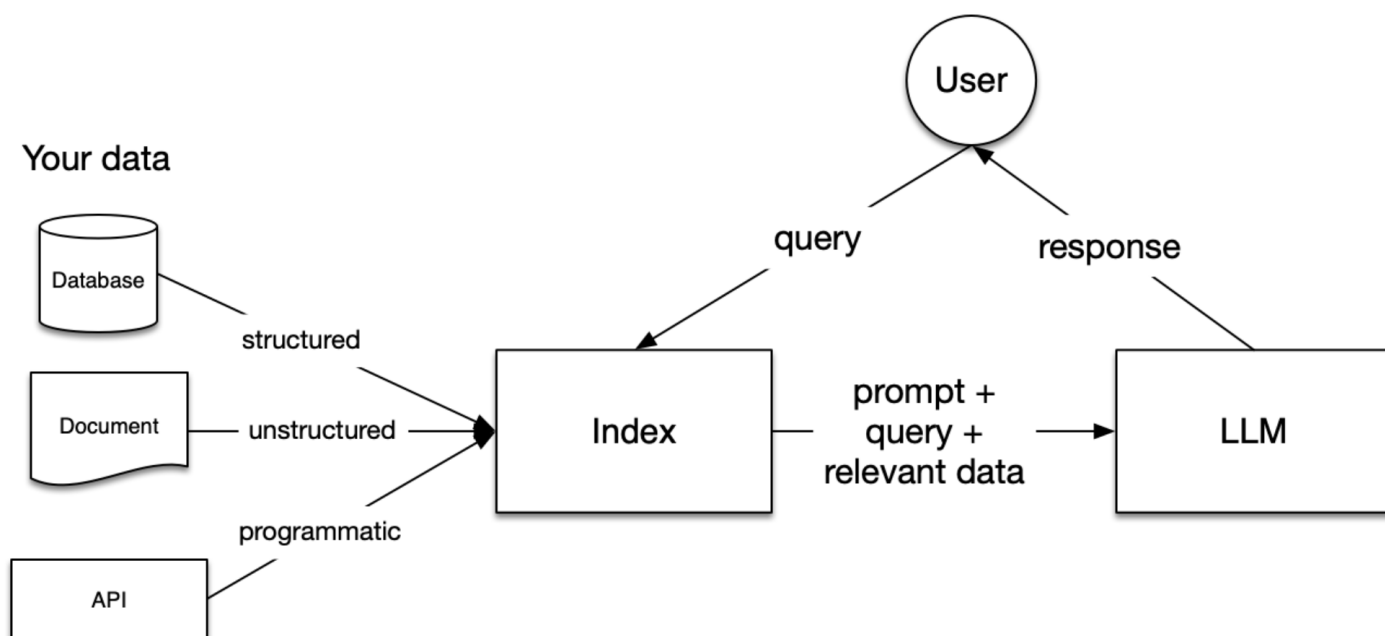 User
Your data
query
response
Database
structured
Document
unstructured
Index
prompt +
query +
relevant data
LLM
programmatic
API